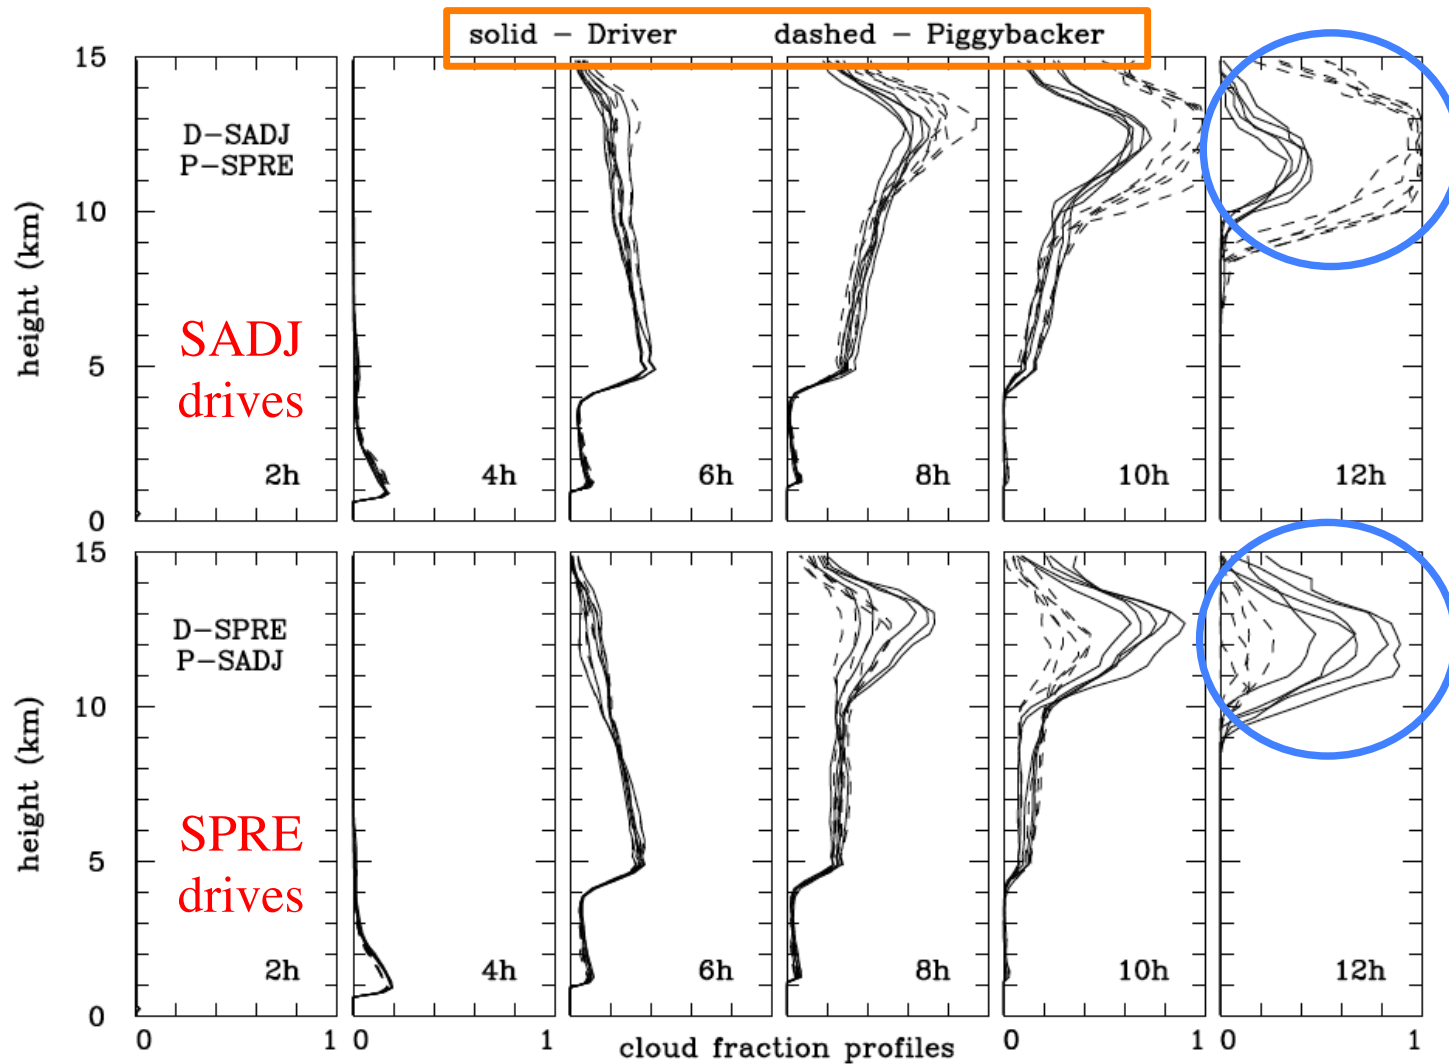 solid – Driver dashed – Piggybacker
15
D–SADJ
P–SPRE
10
height (km)
SADJ
drives
5
2h 4h 6h 8h 10h 12h
0
15
D–SPRE
P–SADJ
10
height (km)
SPRE
drives
5
2h 4h 6h 8h 10h 12h
0
0 1 0 1 0 1 0 1 0 1
cloud fraction profiles